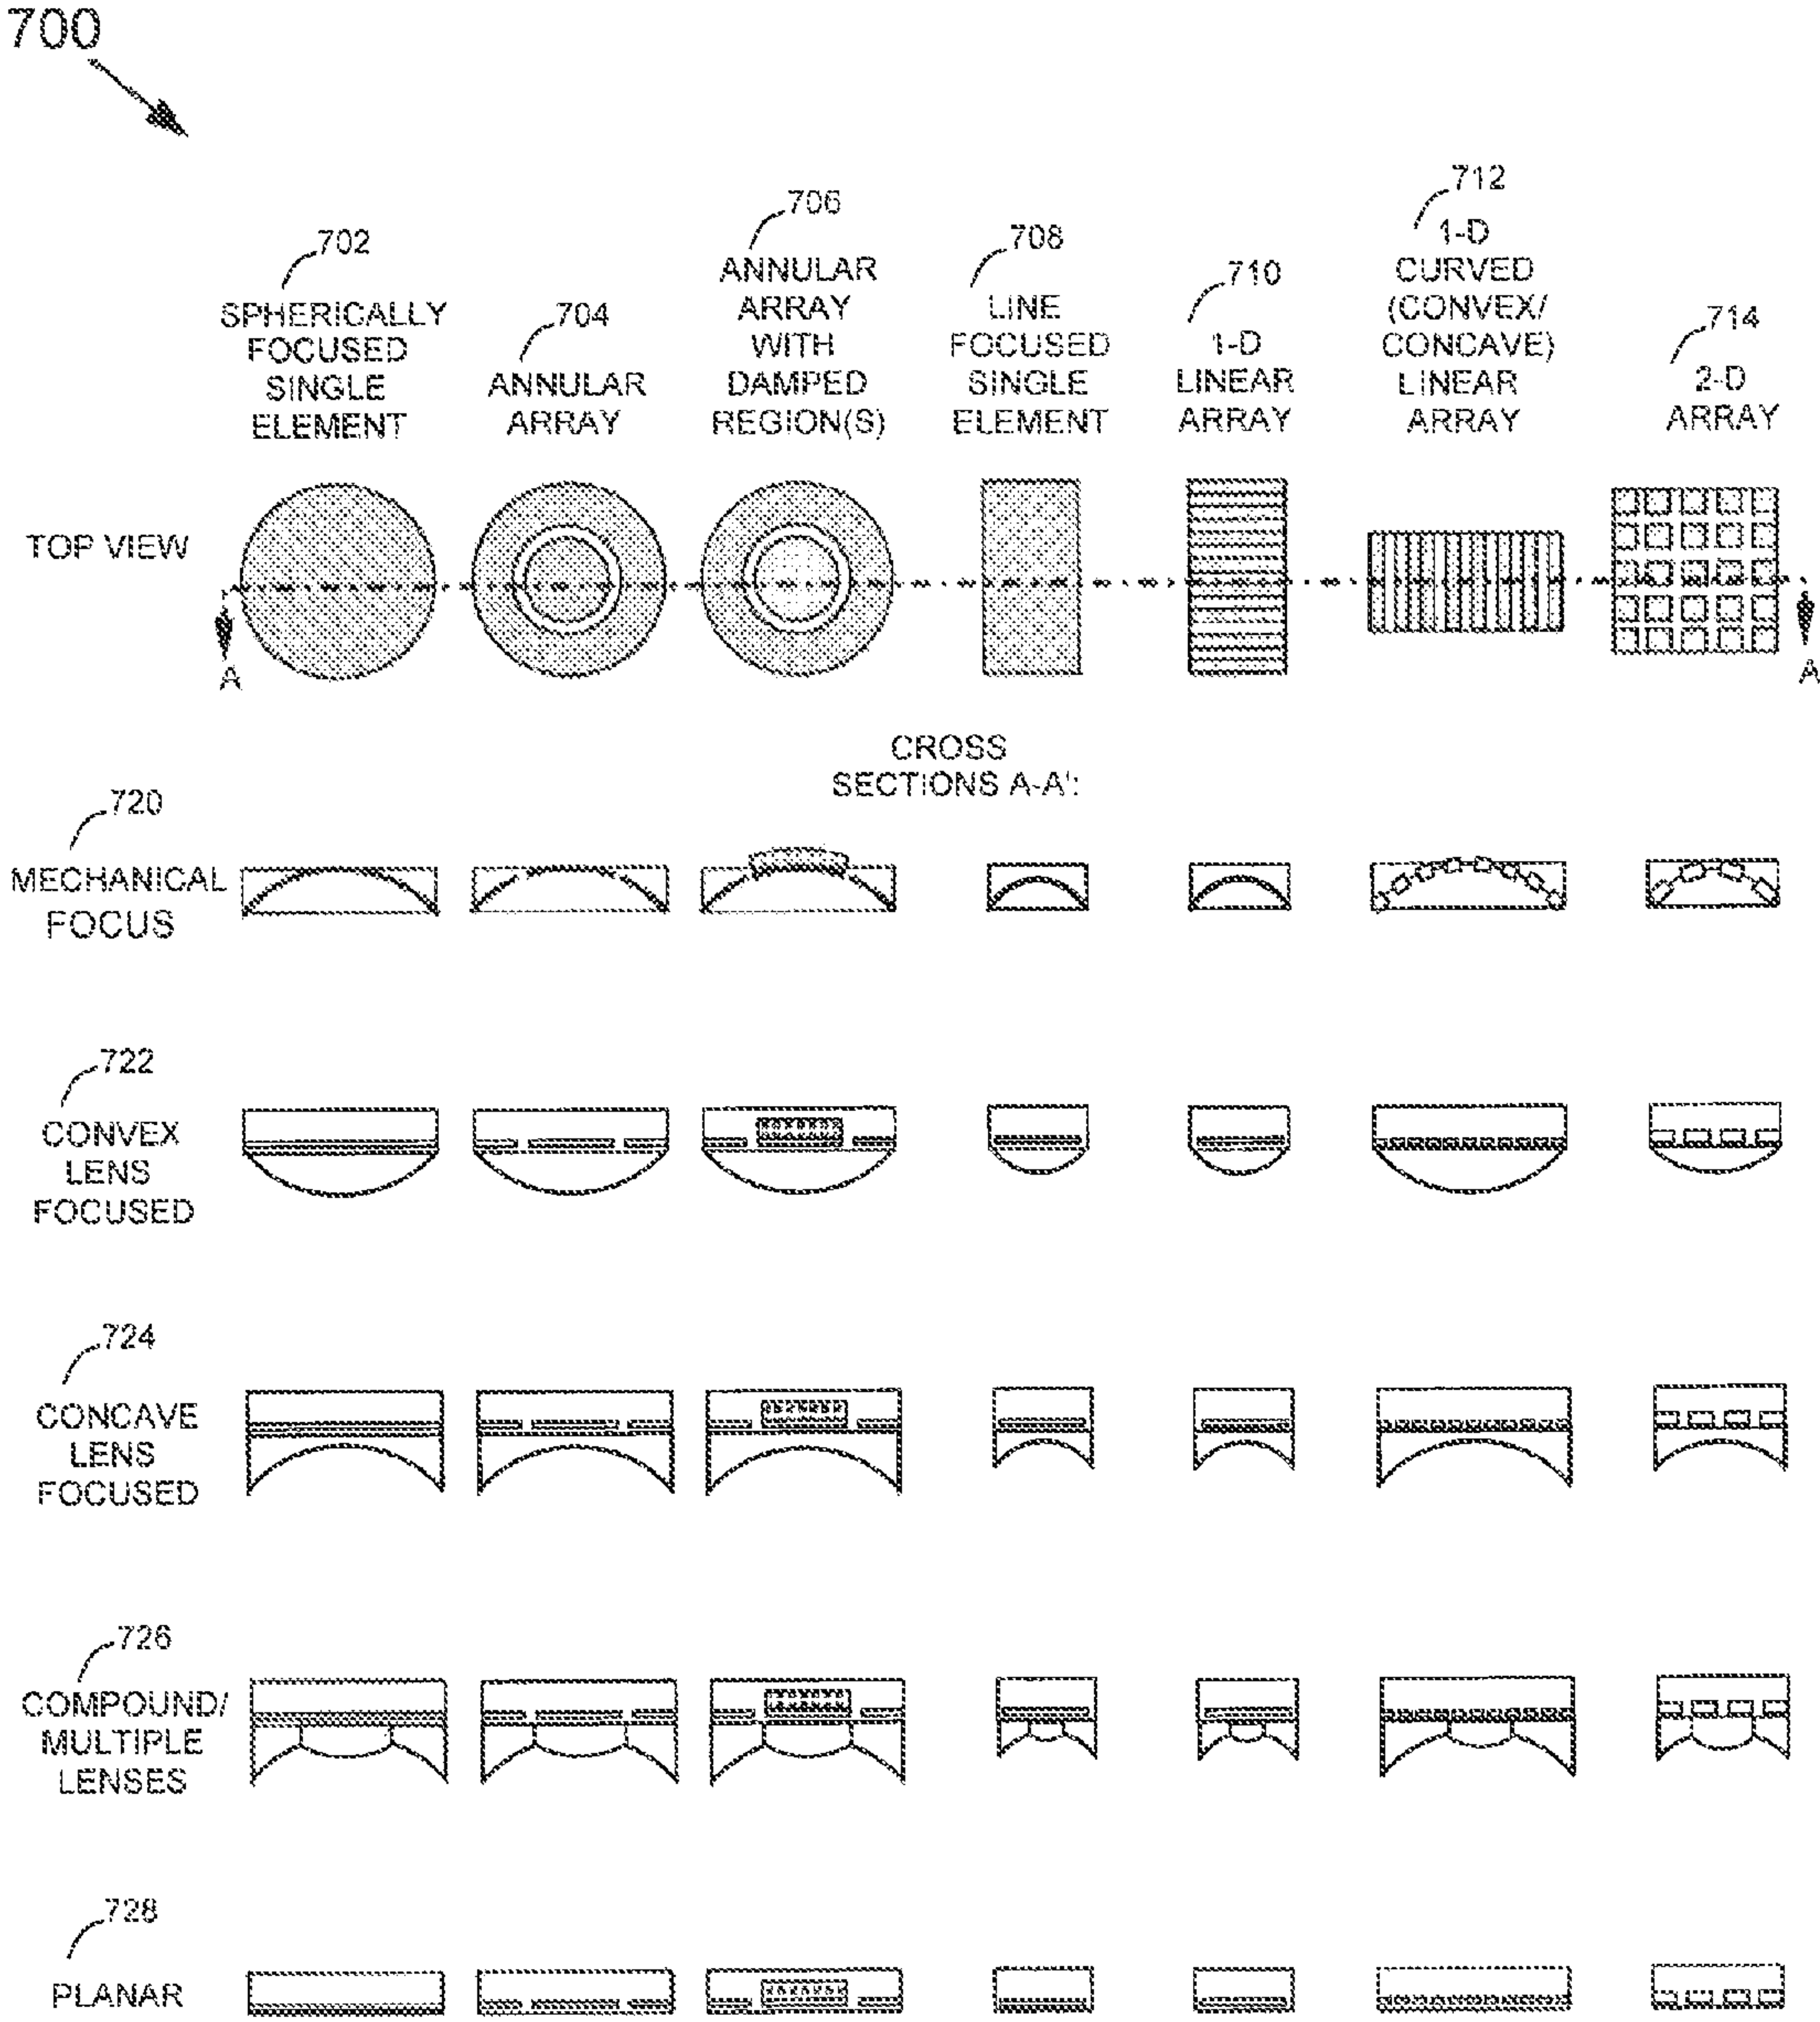 700
702
SPHERICALLY
FOCUSED
SINGLE
ELEMENT
704
ANNULAR
ARRAY
706
ANNULAR
ARRAY
WITH
DAMPED
REGION(S)
708
LINE
FOCUSED
SINGLE
ELEMENT
710
1-D
LINEAR
ARRAY
712
1-D
CURVED
(CONVEX/
CONCAVE)
LINEAR
ARRAY
714
2-D
ARRAY
TOP VIEW
A
A
CROSS
SECTIONS A-A':
720
MECHANICAL
FOCUS
722
CONVEX
LENS
FOCUSED
724
CONCAVE
LENS
FOCUSED
726
COMPOUND/
MULTIPLE
LENSES
728
PLANAR